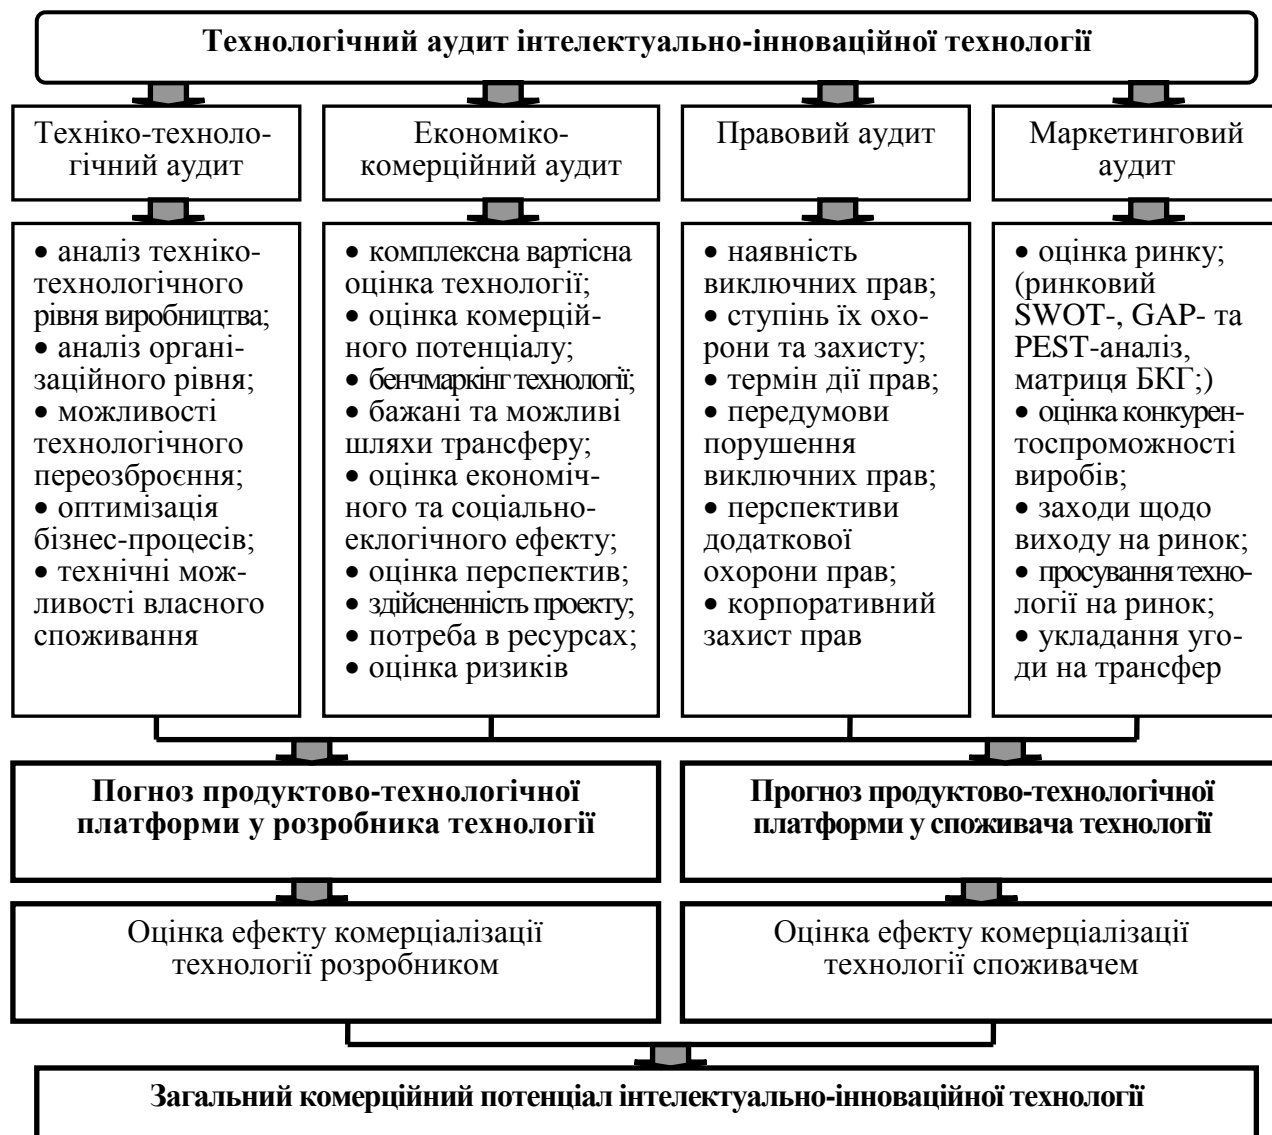 Технологічний аудит інтелектуально-інноваційної технології
Техніко-техноло-
гічний аудит
Економіко-
комерційний аудит
Правовий аудит
Маркетинговий
аудит
• аналіз техніко-
технологічного
рівня виробництва;
• аналіз органі-
заційного рівня;
• можливості
технологічного
переозброєння;
• оптимізація
бізнес-процесів;
• технічні мож-
ливості власного
споживання
• комплексна вартісна
оцінка технології;
• оцінка комерцій-
ного потенціалу;
• бенчмаркінг технології;
• бажані та можливі
шляхи трансферу;
• оцінка економіч-
ного та соціально-
еклогічного ефекту;
• оцінка перспектив;
• здійсненність проекту;
• потреба в ресурсах;
• оцінка ризиків
• наявність
виключних прав;
• ступінь їх охо-
рони та захисту;
• термін дії прав;
• передумови
порушення
виключних прав;
• перспективи
додаткової
охорони прав;
• корпоративний
захист прав
• оцінка ринку;
(ринковий
SWOT-, GAP- та
PEST-аналіз,
матриця БКГ;)
• оцінка конкурен-
тоспроможності
виробів;
• заходи щодо
виходу на ринок;
• просування техно-
логії на ринок;
• укладання уго-
ди на трансфер
Погноз продуктово-технологічної
платформи у розробника технології
Прогноз продуктово-технологічної
платформи у споживача технології
Оцінка ефекту комерціалізації
технології розробником
Оцінка ефекту комерціалізації
технології споживачем
Загальний комерційний потенціал інтелектуально-інноваційної технології